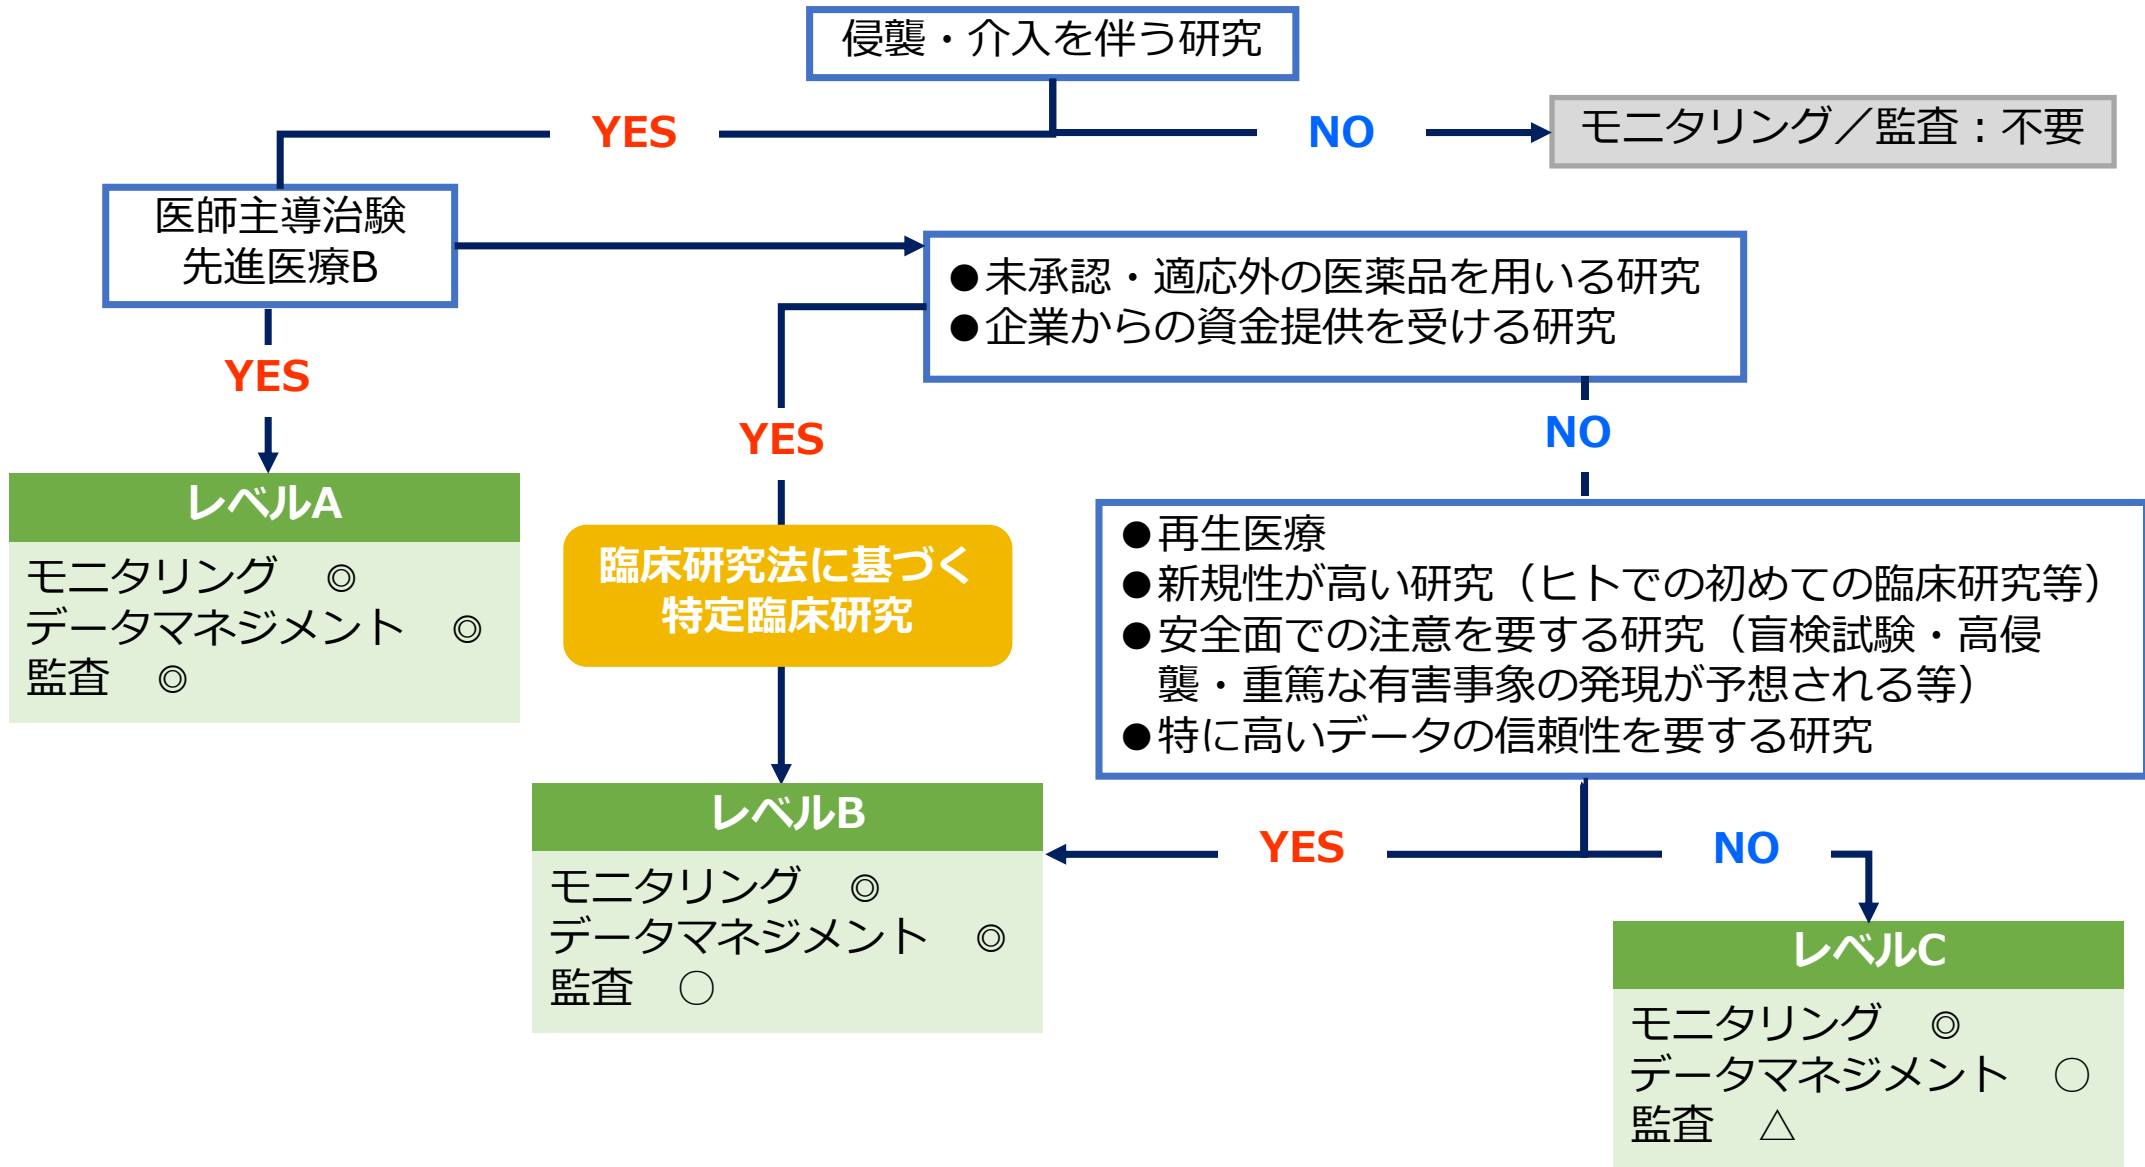 侵襲・介入を伴う研究
YES
NO
モニタリング／監査：不要
医師主導治験
先進医療B
●未承認・適応外の医薬品を用いる研究
●企業からの資金提供を受ける研究
YES
YES
NO
レベルA
モニタリング　◎
データマネジメント　◎
監査　◎
臨床研究法に基づく
特定臨床研究
●再生医療
●新規性が高い研究（ヒトでの初めての臨床研究等）
●安全面での注意を要する研究（盲検試験・高侵
襲・重篤な有害事象の発現が予想される等）
●特に高いデータの信頼性を要する研究
レベルB
モニタリング　◎
データマネジメント　◎
監査　○
YES
NO
レベルC
モニタリング　◎
データマネジメント　○
監査　△